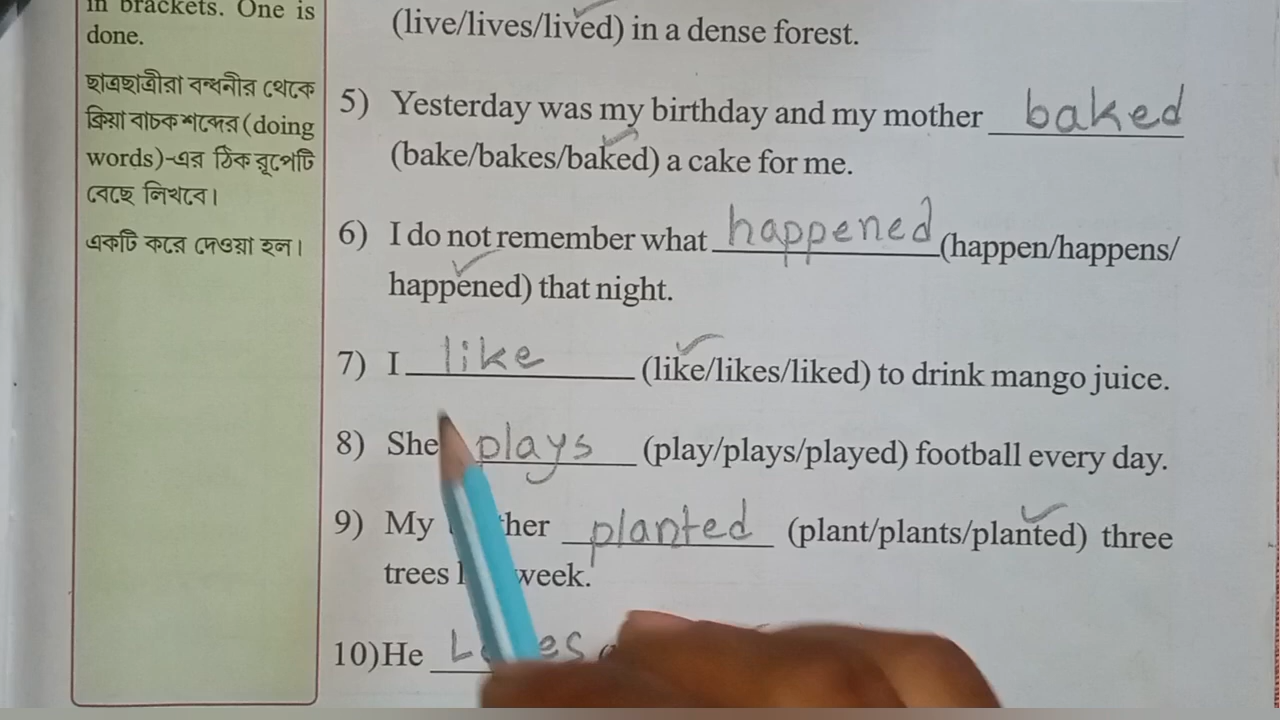 in brackets. One is
done.
ছাত্রছাত্রীরা বন্ধনীর থেকে
ক্রিয়া বাচক শব্দের (doing
words)-এর ঠিক রূপেটি
বেছে লিখবে।
একটি করে দেওয়া হল।
(live/lives/lived) in a dense forest.
5) Yesterday was my birthday and my mother baked
(bake/bakes/baked) a cake for me.
6) I do not remember what happened (happen/happens/
happened) that night.
7) I like (like/likes/liked) to drink mango juice.
8) She plays (play/plays/played) football every day.
9) My planted (plant/plants/planted) three
trees week.
10) He